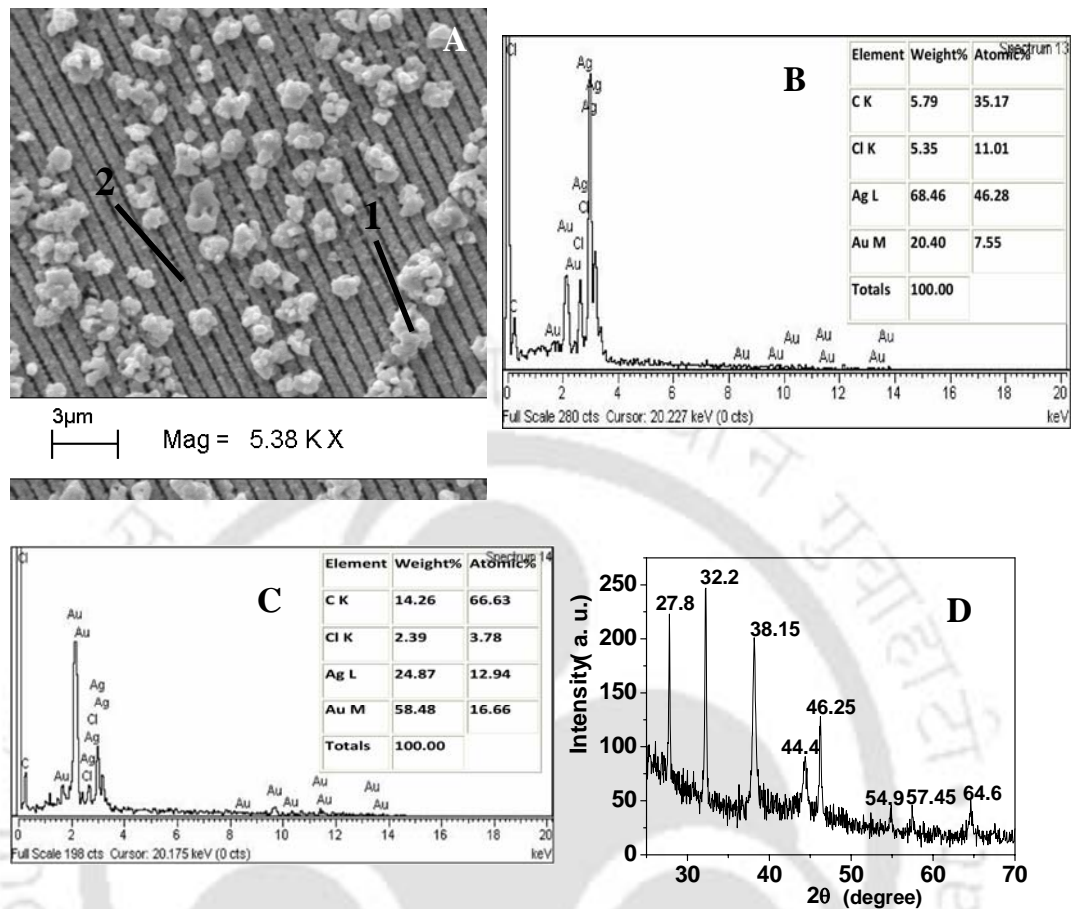 A
2
1
3µm
Mag = 5.38 K X
B
Spectrum 13
Element Weight% Atomic%
C K 5.79 35.17
Cl K 5.35 11.01
Ag L 68.46 46.28
Au M 20.40 7.55
Totals 100.00
Cl
Ag
Ag
Ag
Ag
Cl
Au
Cl
Au
C
Au
Au
Au
Au
Au
Au
Au
Au
0 2 4 6 8 10 12 14 16 18 20
Full Scale 280 cts Cursor: 20.227 keV (0 cts) keV
C
Spectrum 14
Element Weight% Atomic%
C K 14.26 66.63
Cl K 2.39 3.78
Ag L 24.87 12.94
Au M 58.48 16.66
Totals 100.00
Cl
Au
Au
Ag
Ag
Cl
Ag
Cl
C
Au
Au
Au
Au
Au
Au
Au
Au
0 2 4 6 8 10 12 14 16 18 20
Full Scale 198 cts Cursor: 20.175 keV (0 cts) keV
D
Intensity( a. u.)
250
200
150
100
50
0
27.8
32.2
38.15
44.4
46.25
54.9
57.45
64.6
30 40 50 60 70
2θ (degree)